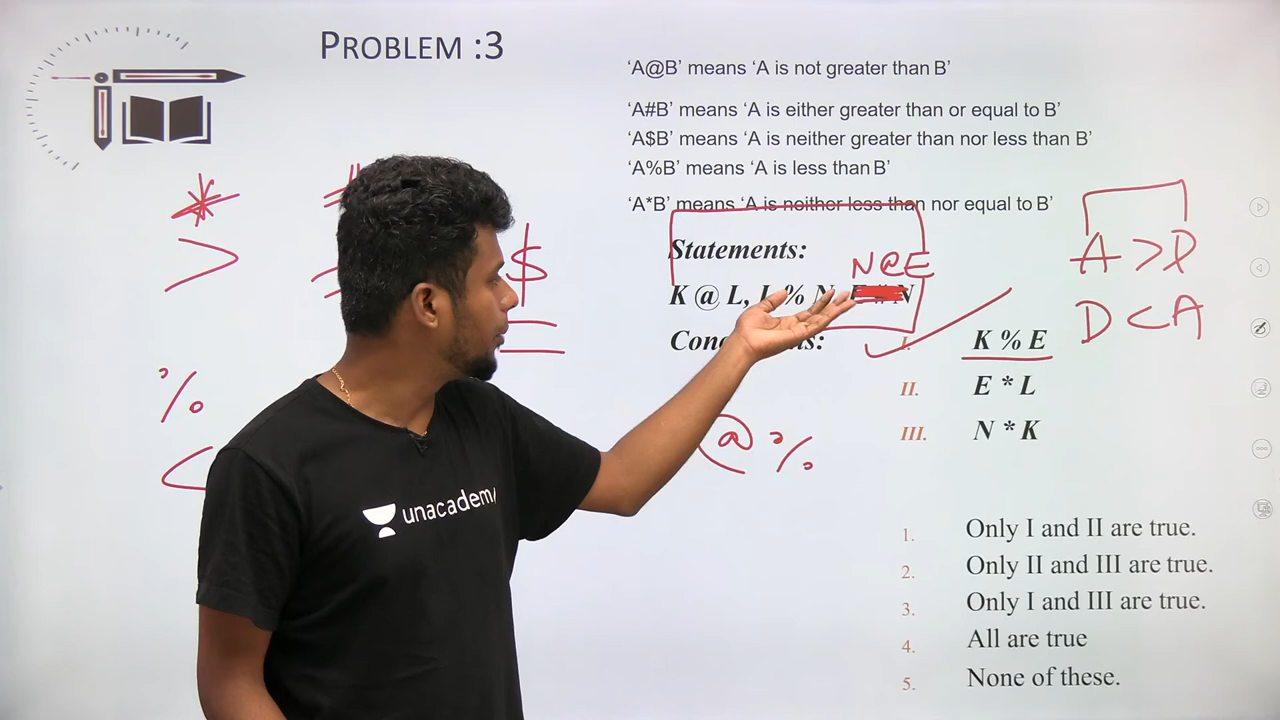 PROBLEM :3
‘A@B’ means ‘A is not greater than B’
‘A#B’ means ‘A is either greater than or equal to B’
‘A$B’ means ‘A is neither greater than nor less than B’
‘A%B’ means ‘A is less than B’
‘A*B’ means ‘A is neither less than nor equal to B’
Statements:
N@E
K @ L, L % N, E # N
I. K % E
II. E * L
III. N * K
* #
> $
=
%
<
@ %
A > D
D < A
unacademy
1. Only I and II are true.
2. Only II and III are true.
3. Only I and III are true.
4. All are true
5. None of these.